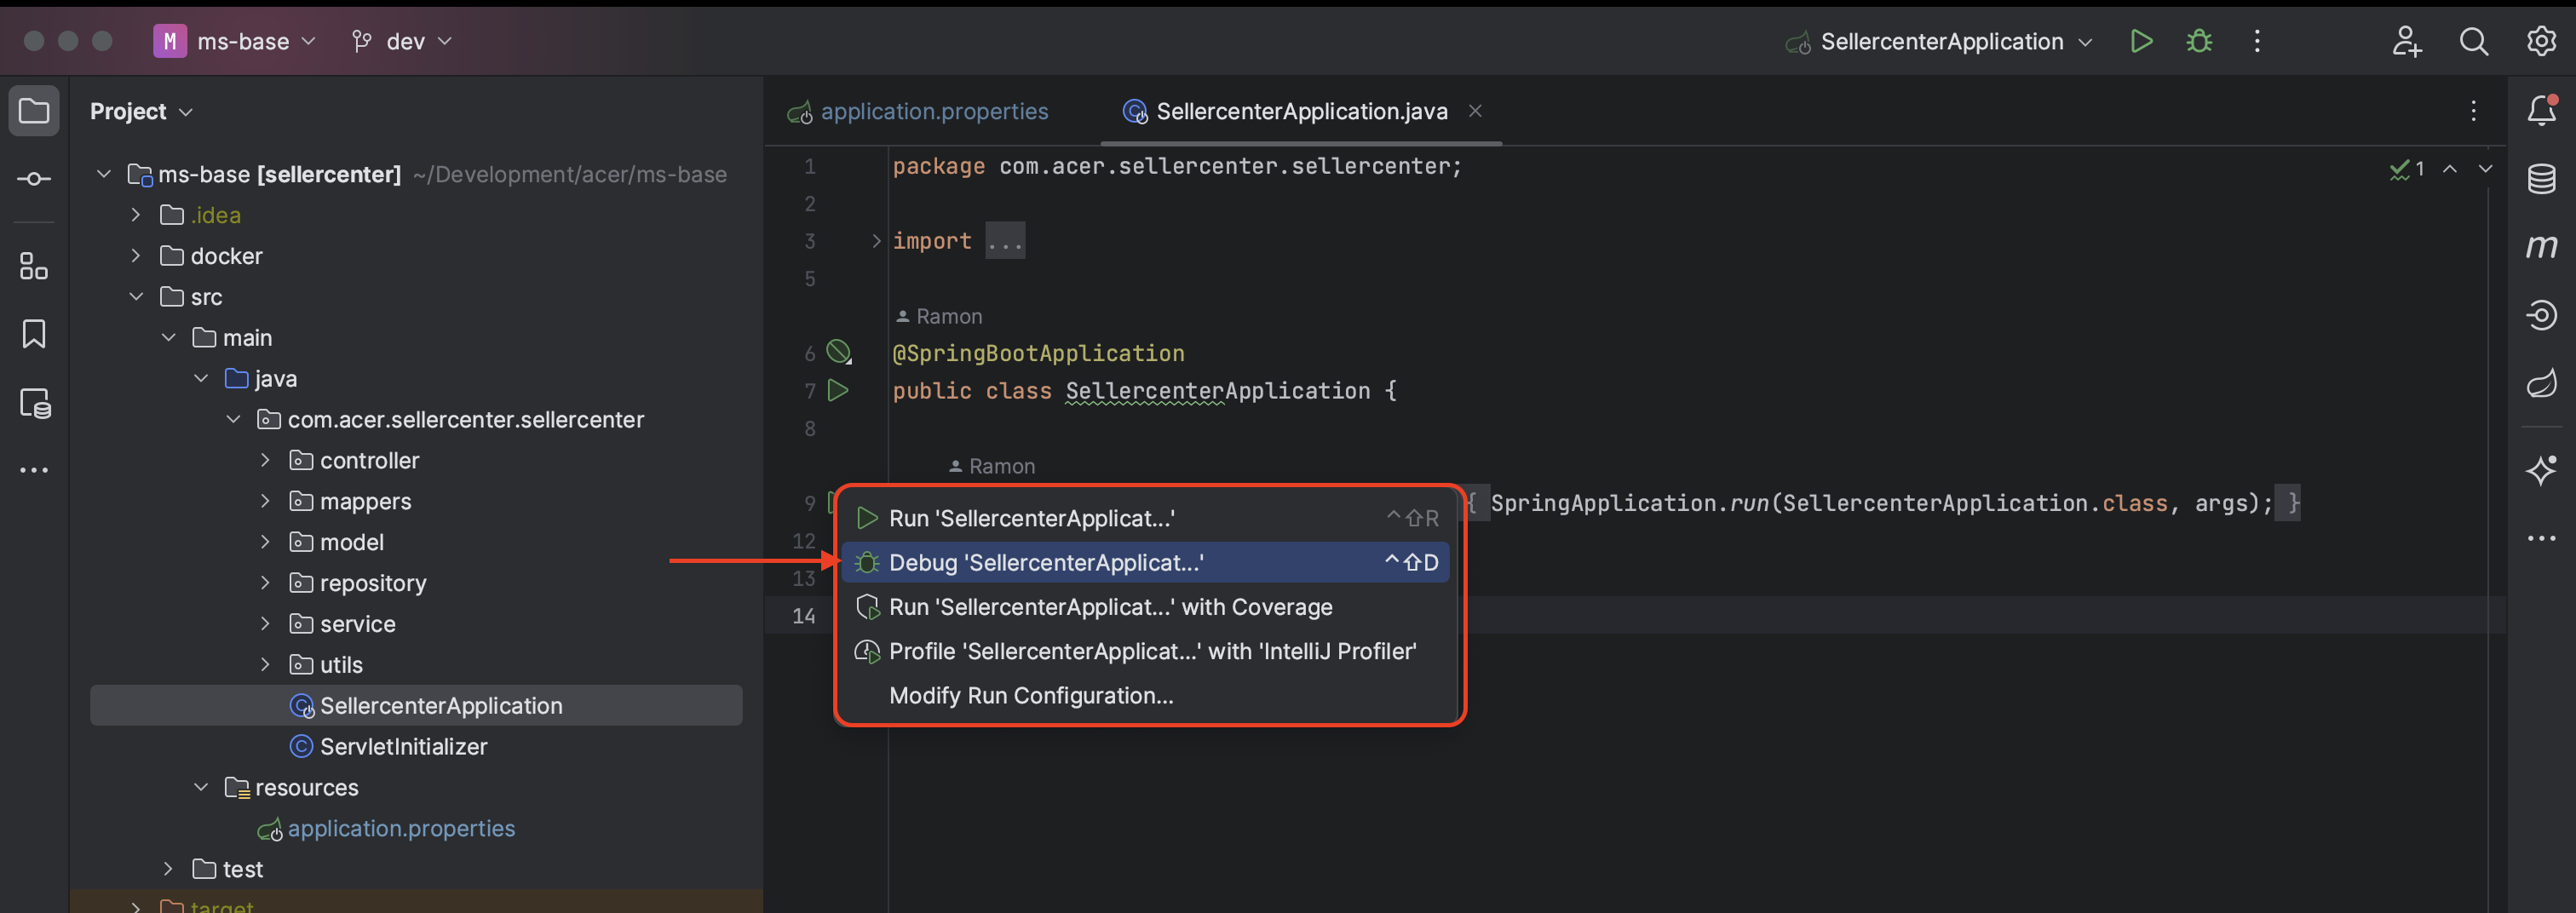 M ms-base dev SellercenterApplication
Project
application.properties SellercenterApplication.java
ms-base [sellercenter] ~/Development/acer/ms-base
.idea
docker
src
main
java
com.acer.sellercenter.sellercenter
controller
mappers
model
repository
service
utils
SellercenterApplication
ServletInitializer
resources
application.properties
test
target
1 package com.acer.sellercenter.sellercenter;
1
2
3 import ...
5
Ramon
6 @SpringBootApplication
7 public class SellercenterApplication {
8
Ramon
9 { SpringApplication.run(SellercenterApplication.class, args); }
12
13
14
Run 'SellercenterApplicat...' ^⇧R
Debug 'SellercenterApplicat...' ^⇧D
Run 'SellercenterApplicat...' with Coverage
Profile 'SellercenterApplicat...' with 'IntelliJ Profiler'
Modify Run Configuration...
m